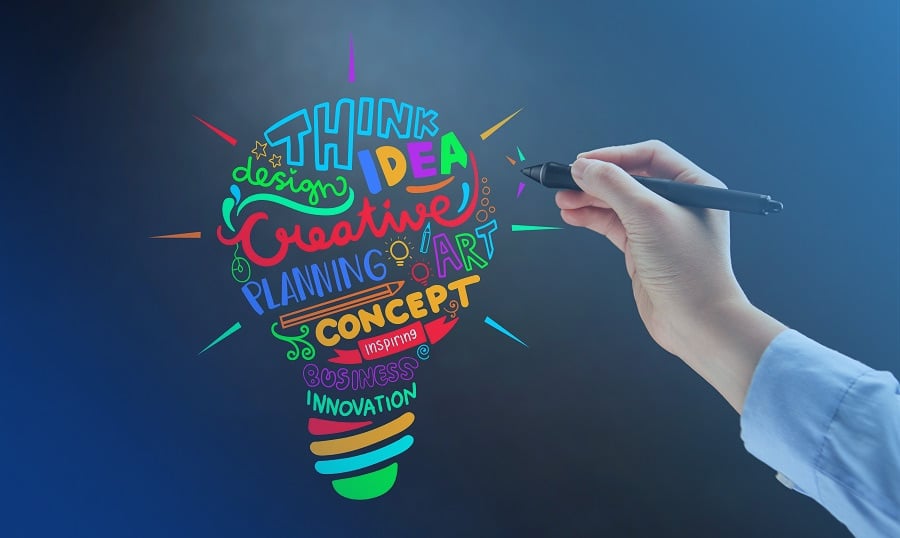 THINK
IDEA
design
Creative
PLANNING
ART
CONCEPT
Inspiring
BUSINESS
INNOVATION